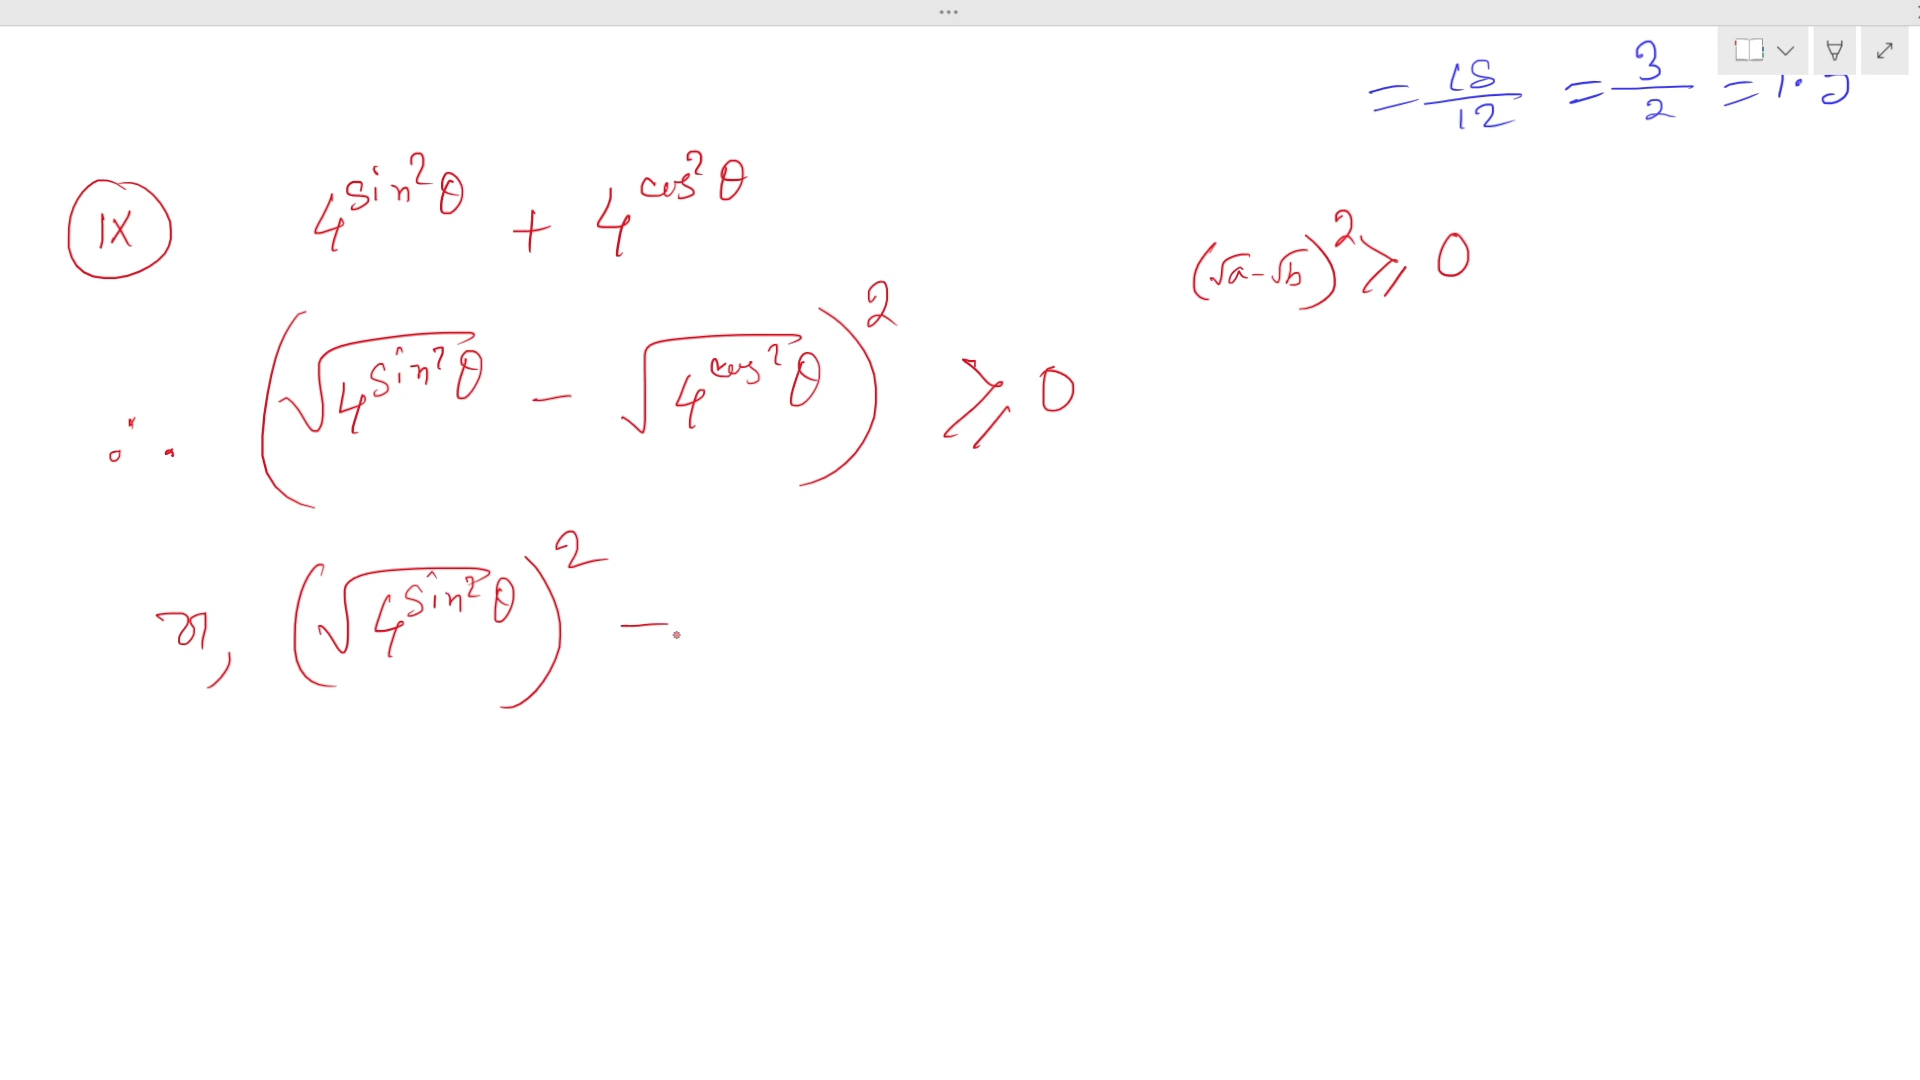 = 18/12 = 3/2 = 1.5
(IX) 4^{sin²θ} + 4^{cos²θ}
(√a-√b)² ⩾ 0
∴ (√4^{sin²θ} - √4^{cos²θ})² ⩾ 0
বা, (√4^{sin²θ})² -